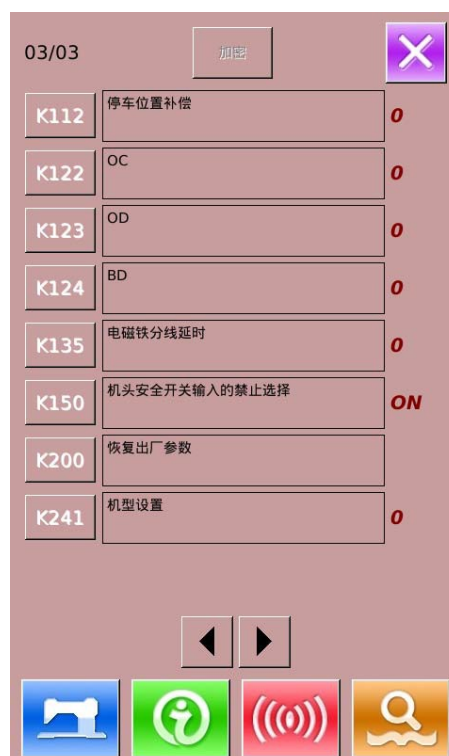 03/03
加密
K112 停车位置补偿 0
K122 OC 0
K123 OD 0
K124 BD 0
K135 电磁铁分线延时 0
K150 机头安全开关输入的禁止选择 ON
K200 恢复出厂参数
K241 机型设置 0